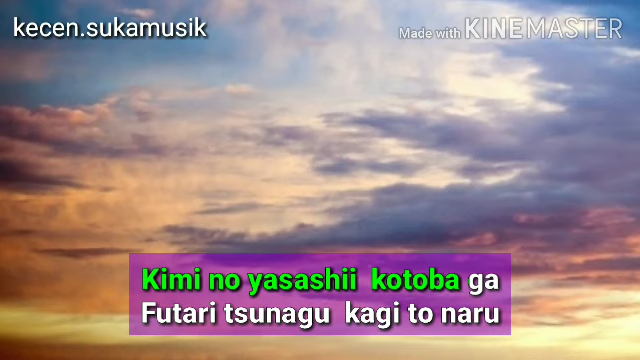 kecen.sukamusik
Made with KINEMASTER
Kimi no yasashii kotoba ga
Futari tsunagu kagi to naru